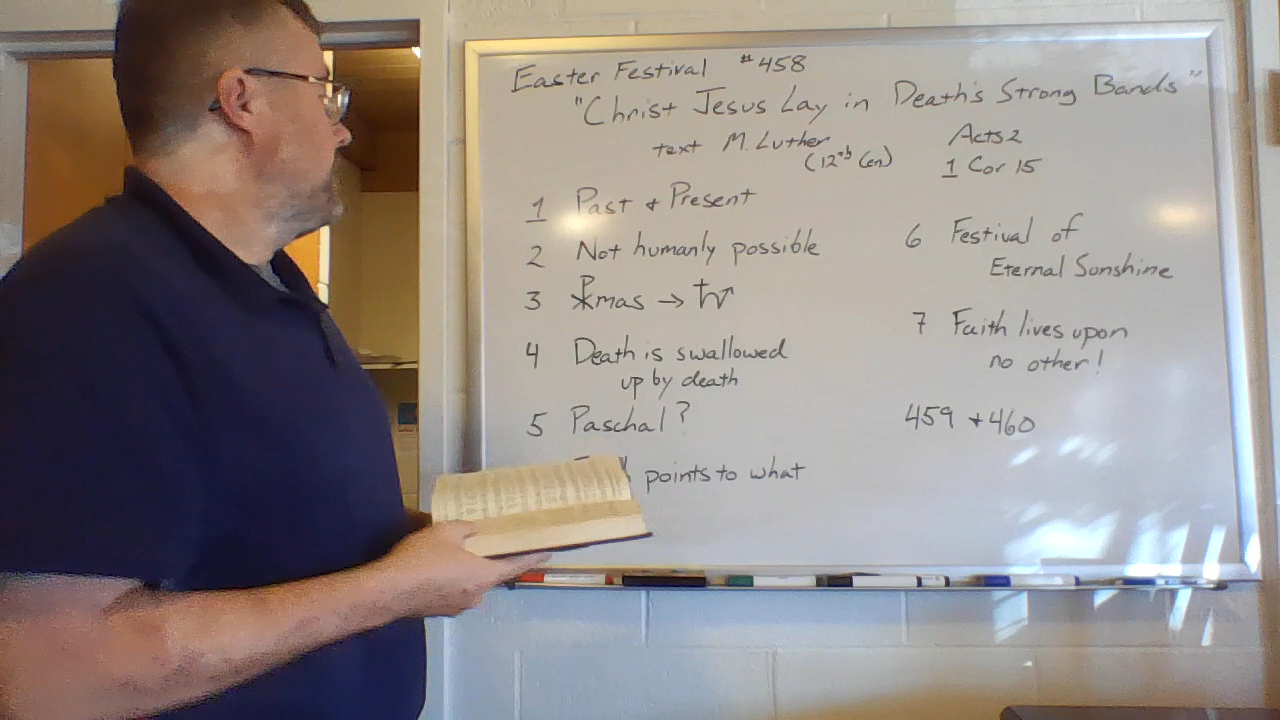 Easter Festival #458
"Christ Jesus Lay in Death's Strong Bands"
text M. Luther
(12th Cen)
Acts 2
1 Cor 15
1 Past + Present
2 Not humanly possible
3 mas →
4 Death is swallowed
up by death
5 Paschal?
points to what
6 Festival of
Eternal Sunshine
7 Faith lives upon
no other!
459 + 460